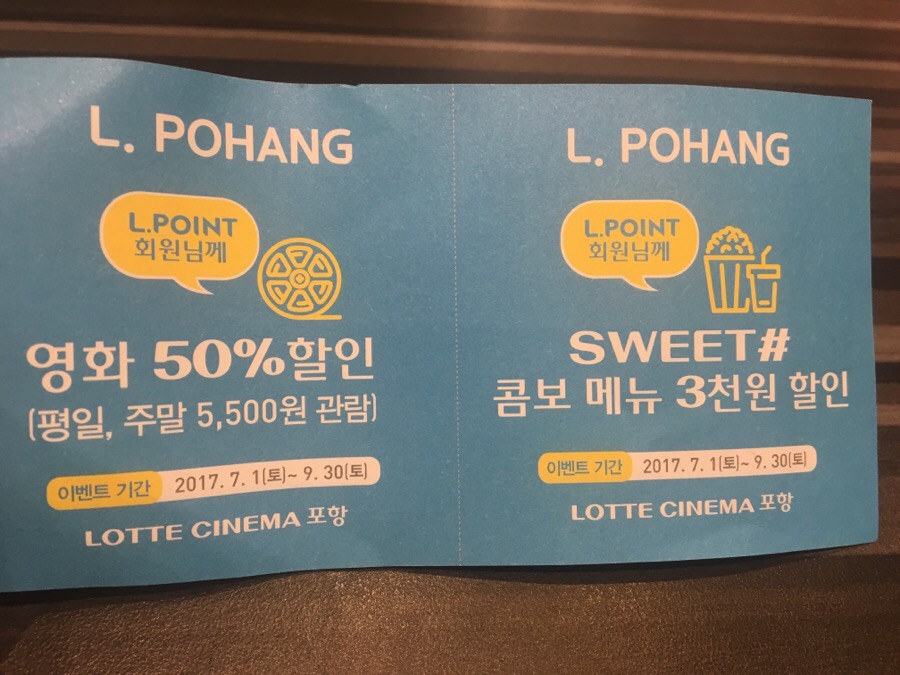 L. POHANG
L.POINT
회원님께
영화 50%할인
(평일, 주말 5,500원 관람)
이벤트 기간 2017. 7. 1(토)~ 9. 30(토)
LOTTE CINEMA 포항
L. POHANG
L.POINT
회원님께
SWEET#
콤보 메뉴 3천원 할인
이벤트 기간 2017. 7. 1(토)~ 9. 30(토)
LOTTE CINEMA 포항